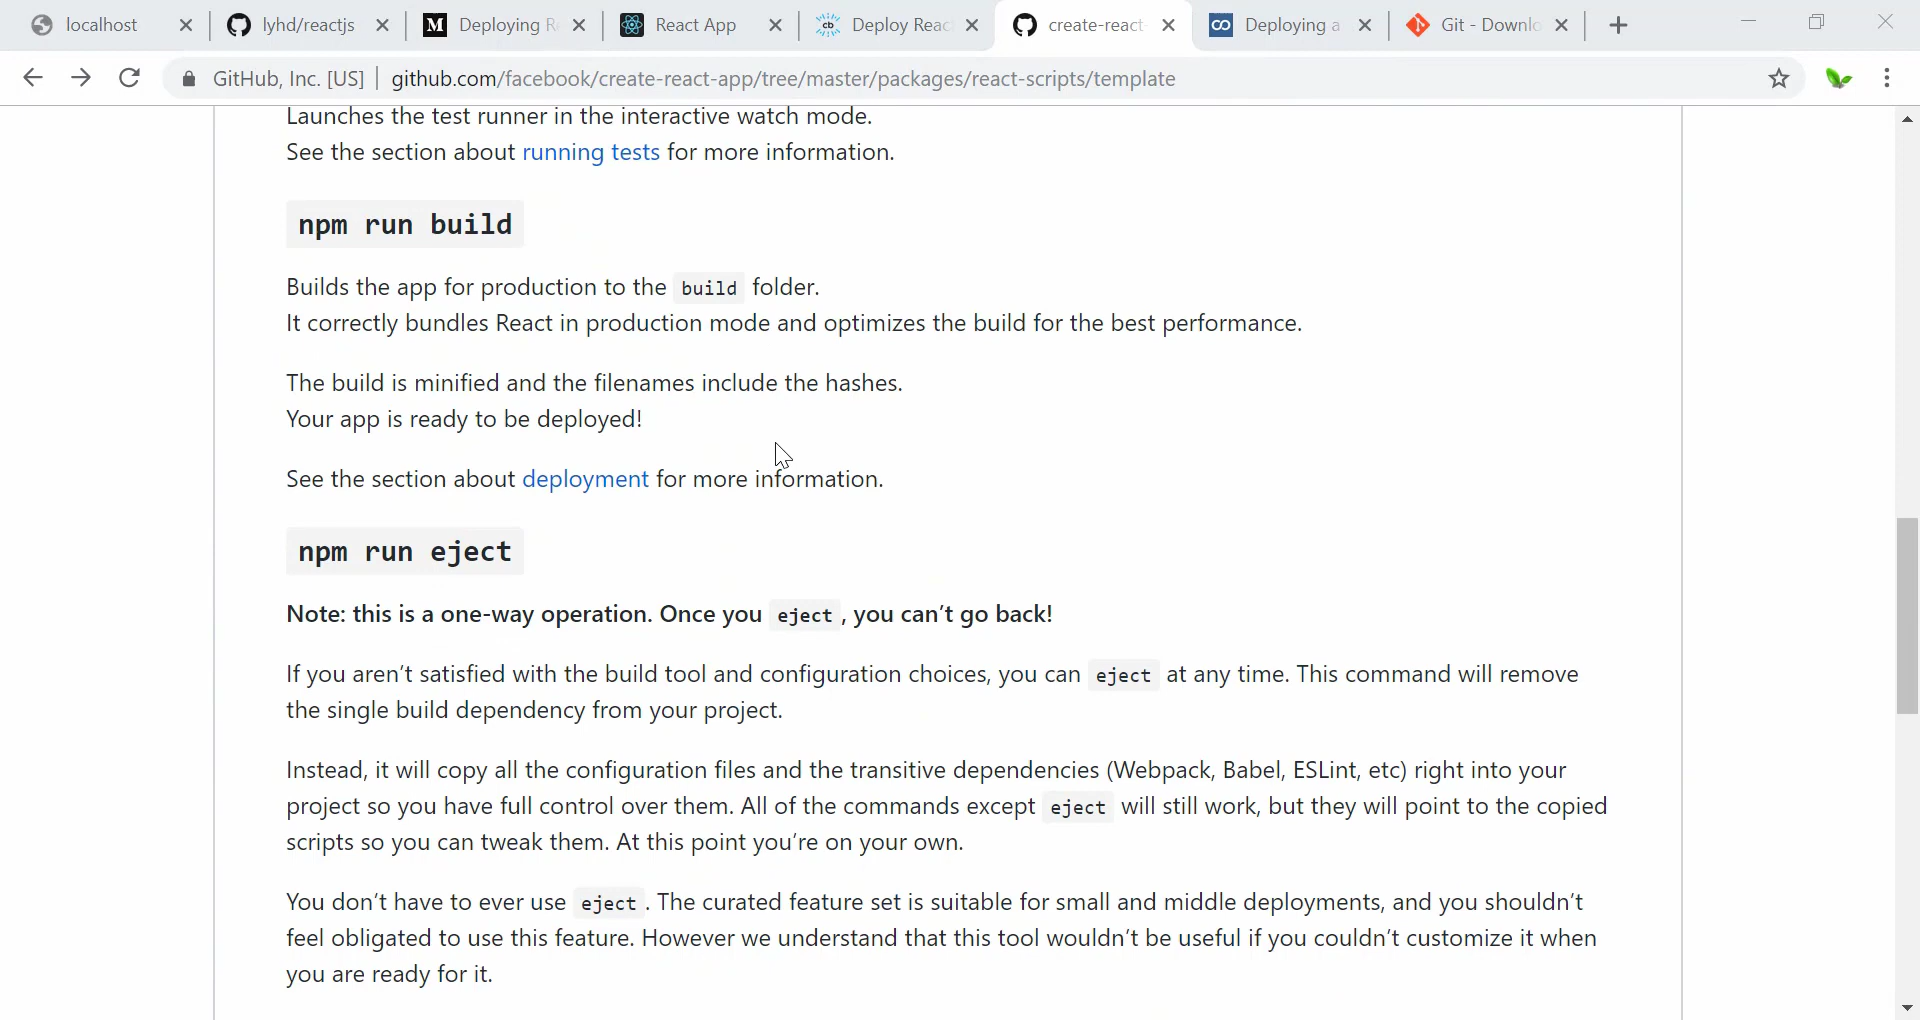 localhost
lyhd/reactjs
Deploying R
React App
Deploy Reac
create-react-
Deploying a
Git - Downlo
GitHub, Inc. [US] | github.com/facebook/create-react-app/tree/master/packages/react-scripts/template
Launches the test runner in the interactive watch mode.
See the section about running tests for more information.
npm run build
Builds the app for production to the build folder.
It correctly bundles React in production mode and optimizes the build for the best performance.
The build is minified and the filenames include the hashes.
Your app is ready to be deployed!
See the section about deployment for more information.
npm run eject
Note: this is a one-way operation. Once you eject , you can't go back!
If you aren't satisfied with the build tool and configuration choices, you can eject at any time. This command will remove
the single build dependency from your project.
Instead, it will copy all the configuration files and the transitive dependencies (Webpack, Babel, ESLint, etc) right into your
project so you have full control over them. All of the commands except eject will still work, but they will point to the copied
scripts so you can tweak them. At this point you're on your own.
You don't have to ever use eject . The curated feature set is suitable for small and middle deployments, and you shouldn't
feel obligated to use this feature. However we understand that this tool wouldn't be useful if you couldn't customize it when
you are ready for it.